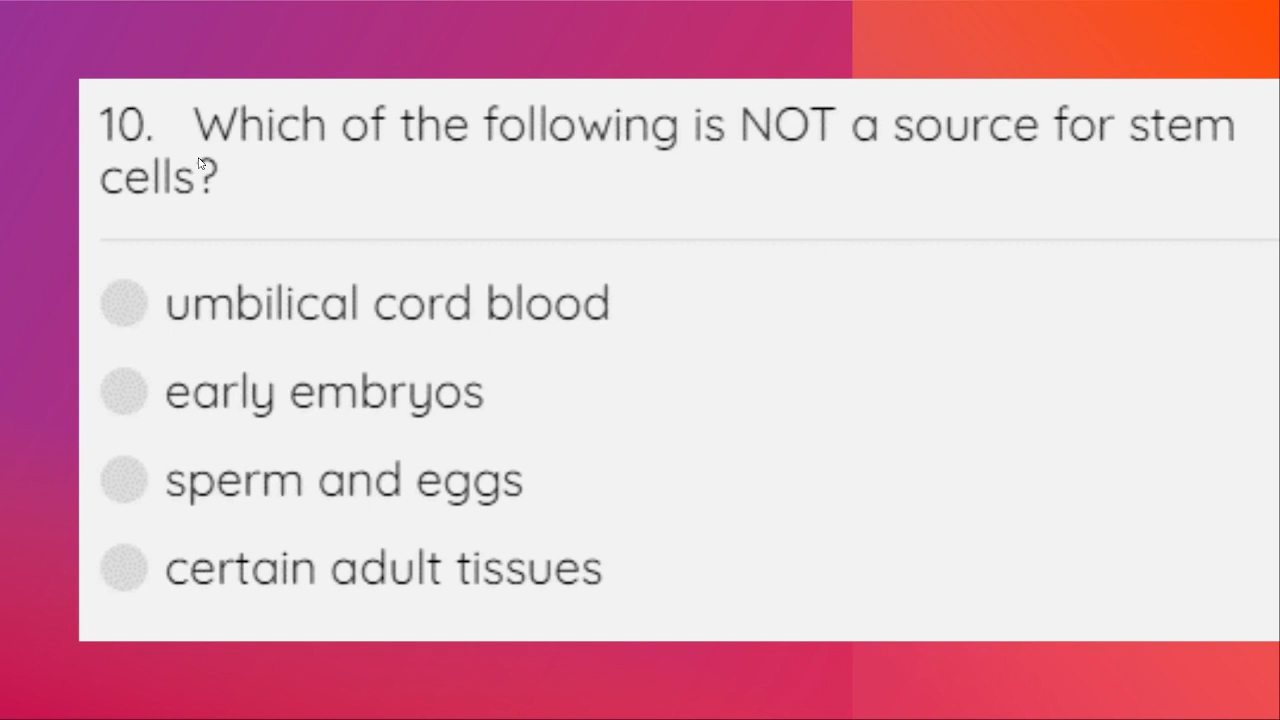 10. Which of the following is NOT a source for stem
cells?
umbilical cord blood
early embryos
sperm and eggs
certain adult tissues